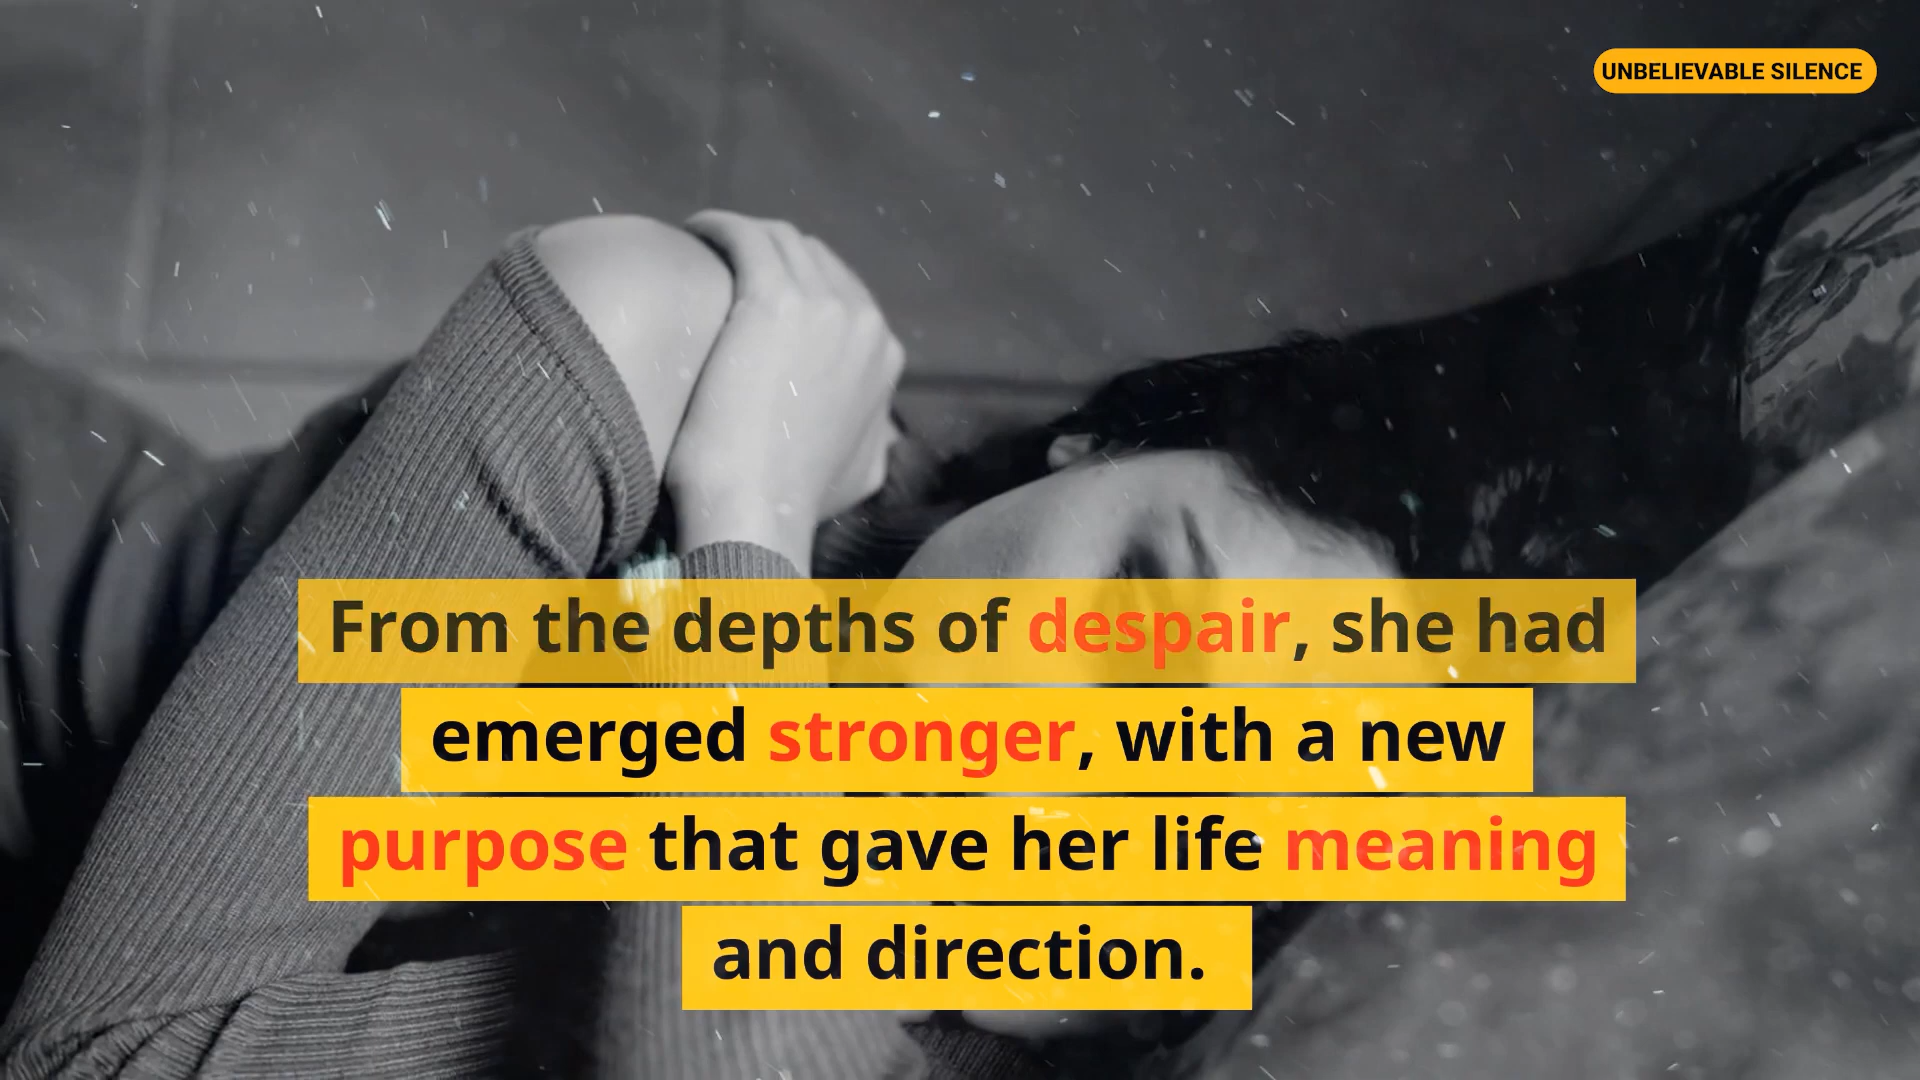 UNBELIEVABLE SILENCE
From the depths of despair, she had
emerged stronger, with a new
purpose that gave her life meaning
and direction.